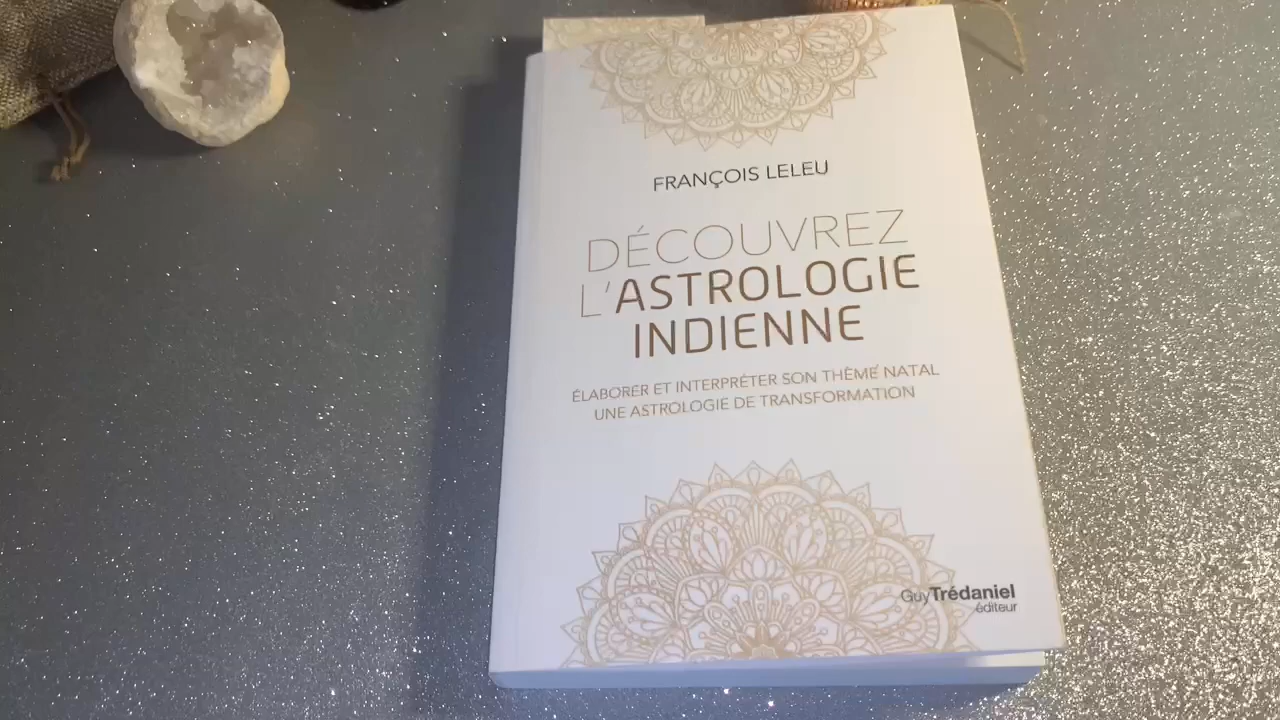 FRANÇOIS LELEU
DÉCOUVREZ
L'ASTROLOGIE
INDIENNE
ÉLABORER ET INTERPRÉTER SON THÈME NATAL
UNE ASTROLOGIE DE TRANSFORMATION
GuyTrédaniel
éditeur